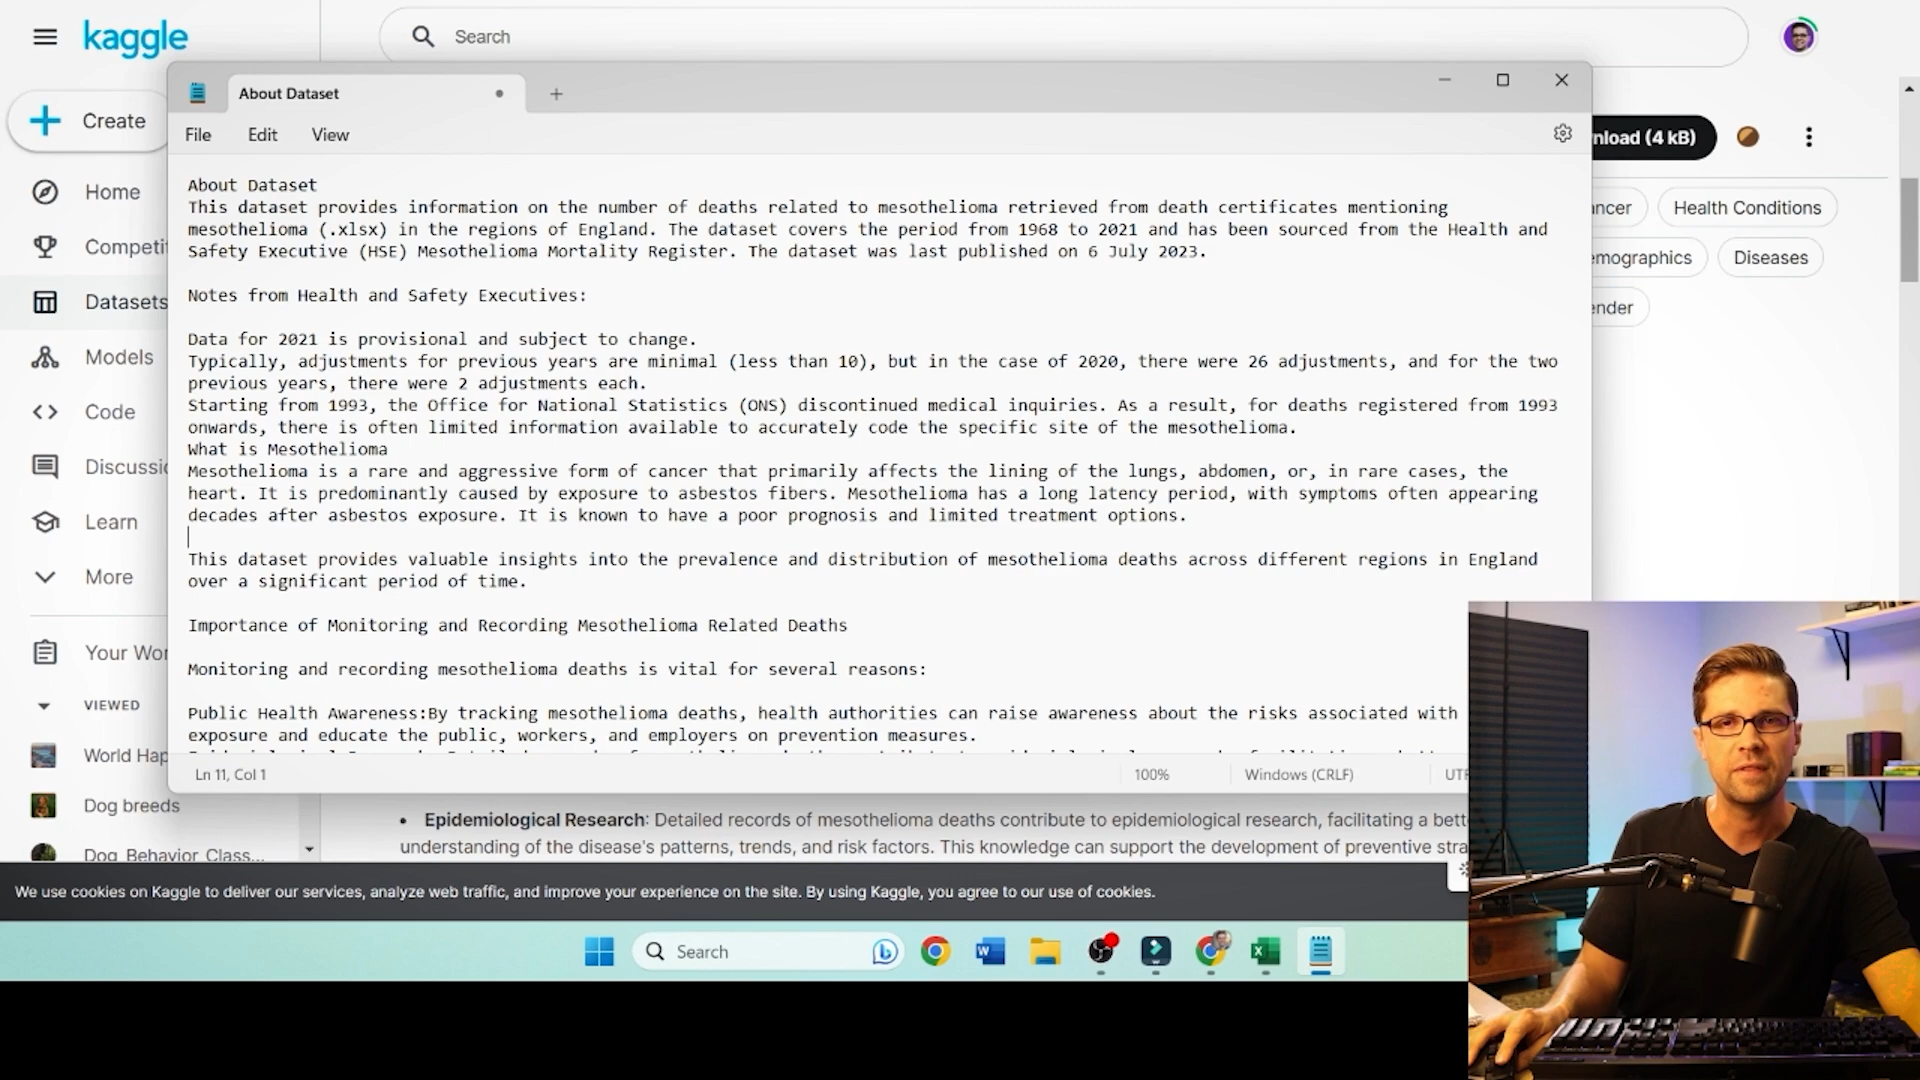 kaggle
Search
Create
Home
Competit
Datasets
Models
Code
Discussio
Learn
More
Your Wor
VIEWED
World Hap
Dog breeds
Dog Behavior Class...
nload (4 kB)
ncer
Health Conditions
emographics
Diseases
ender
About Dataset
File Edit View
About Dataset
This dataset provides information on the number of deaths related to mesothelioma retrieved from death certificates mentioning
mesothelioma (.xlsx) in the regions of England. The dataset covers the period from 1968 to 2021 and has been sourced from the Health and
Safety Executive (HSE) Mesothelioma Mortality Register. The dataset was last published on 6 July 2023.
Notes from Health and Safety Executives:
Data for 2021 is provisional and subject to change.
Typically, adjustments for previous years are minimal (less than 10), but in the case of 2020, there were 26 adjustments, and for the two
previous years, there were 2 adjustments each.
Starting from 1993, the Office for National Statistics (ONS) discontinued medical inquiries. As a result, for deaths registered from 1993
onwards, there is often limited information available to accurately code the specific site of the mesothelioma.
What is Mesothelioma
Mesothelioma is a rare and aggressive form of cancer that primarily affects the lining of the lungs, abdomen, or, in rare cases, the
heart. It is predominantly caused by exposure to asbestos fibers. Mesothelioma has a long latency period, with symptoms often appearing
decades after asbestos exposure. It is known to have a poor prognosis and limited treatment options.
This dataset provides valuable insights into the prevalence and distribution of mesothelioma deaths across different regions in England
over a significant period of time.
Importance of Monitoring and Recording Mesothelioma Related Deaths
Monitoring and recording mesothelioma deaths is vital for several reasons:
Public Health Awareness:By tracking mesothelioma deaths, health authorities can raise awareness about the risks associated with
exposure and educate the public, workers, and employers on prevention measures.
Ln 11, Col 1
100%
Windows (CRLF)
UTF
Epidemiological Research: Detailed records of mesothelioma deaths contribute to epidemiological research, facilitating a bett
understanding of the disease's patterns, trends, and risk factors. This knowledge can support the development of preventive stra
We use cookies on Kaggle to deliver our services, analyze web traffic, and improve your experience on the site. By using Kaggle, you agree to our use of cookies.
Search